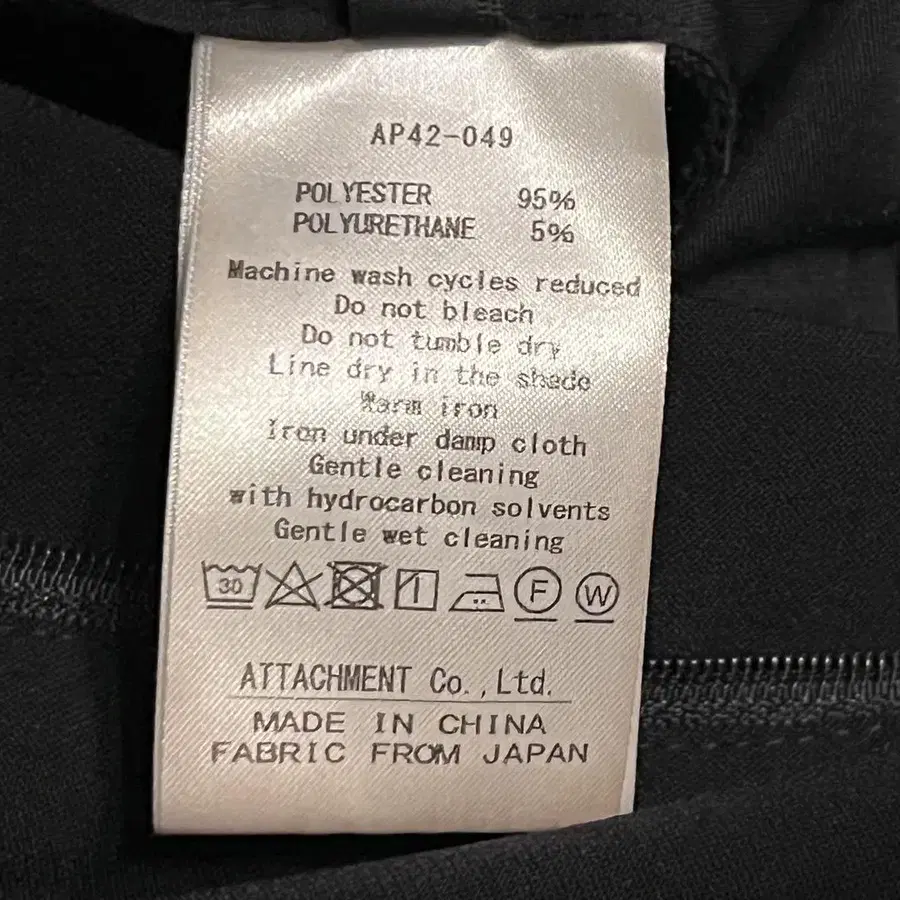 AP42-049
POLYESTER 95%
POLYURETHANE 5%
Machine wash cycles reduced
Do not bleach
Do not tumble dry
Line dry in the shade
Warm iron
Iron under damp cloth
Gentle cleaning
with hydrocarbon solvents
Gentle wet cleaning
30 F W
ATTACHMENT Co.,Ltd.
MADE IN CHINA
FABRIC FROM JAPAN